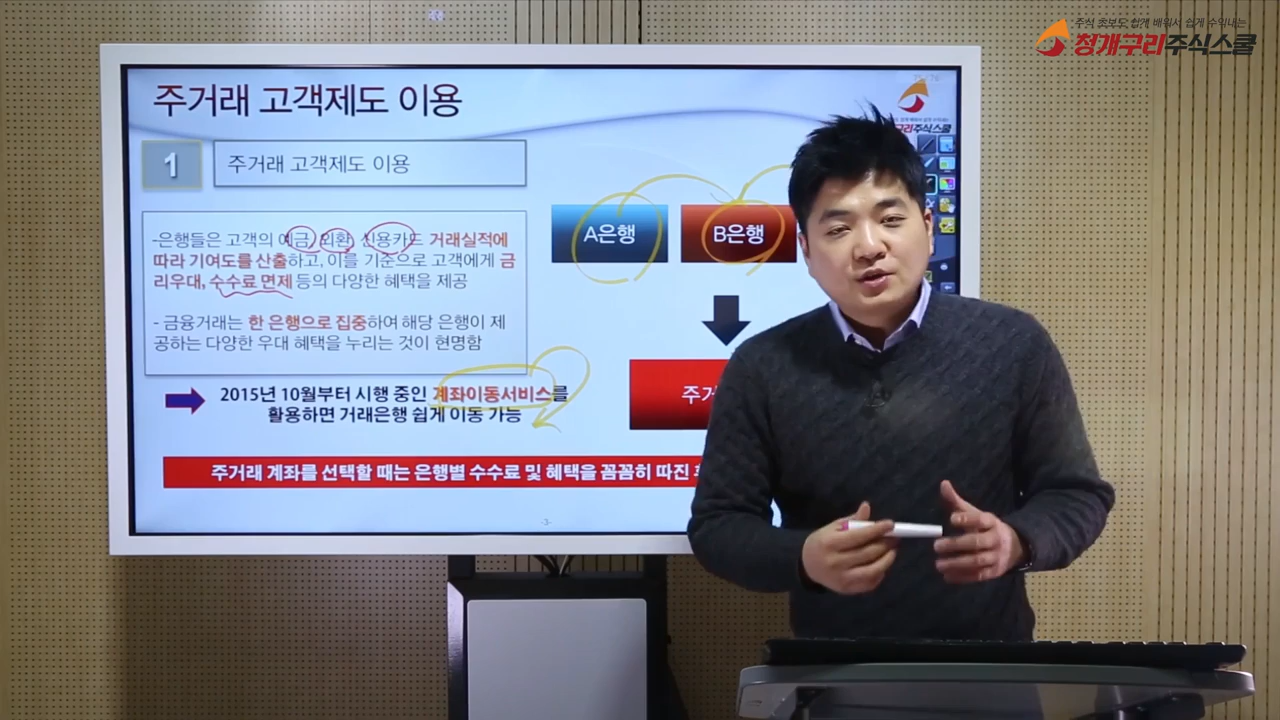 주식 초보도 쉽게 배워서 쉽게 수익내는
청개구리주식스쿨
주거래 고객제도 이용
구리주식스쿨
1
주거래 고객제도 이용
A은행
B은행
-은행들은 고객의 예금, 외환, 신용카드 거래실적에
따라 기여도를 산출하고, 이를 기준으로 고객에게 금
리우대, 수수료 면제 등의 다양한 혜택을 제공
- 금융거래는 한 은행으로 집중하여 해당 은행이 제
공하는 다양한 우대 혜택을 누리는 것이 현명함
2015년 10월부터 시행 중인 계좌이동서비스를
활용하면 거래은행 쉽게 이동 가능
주거
주거래 계좌를 선택할 때는 은행별 수수료 및 혜택을 꼼꼼히 따진
-3-